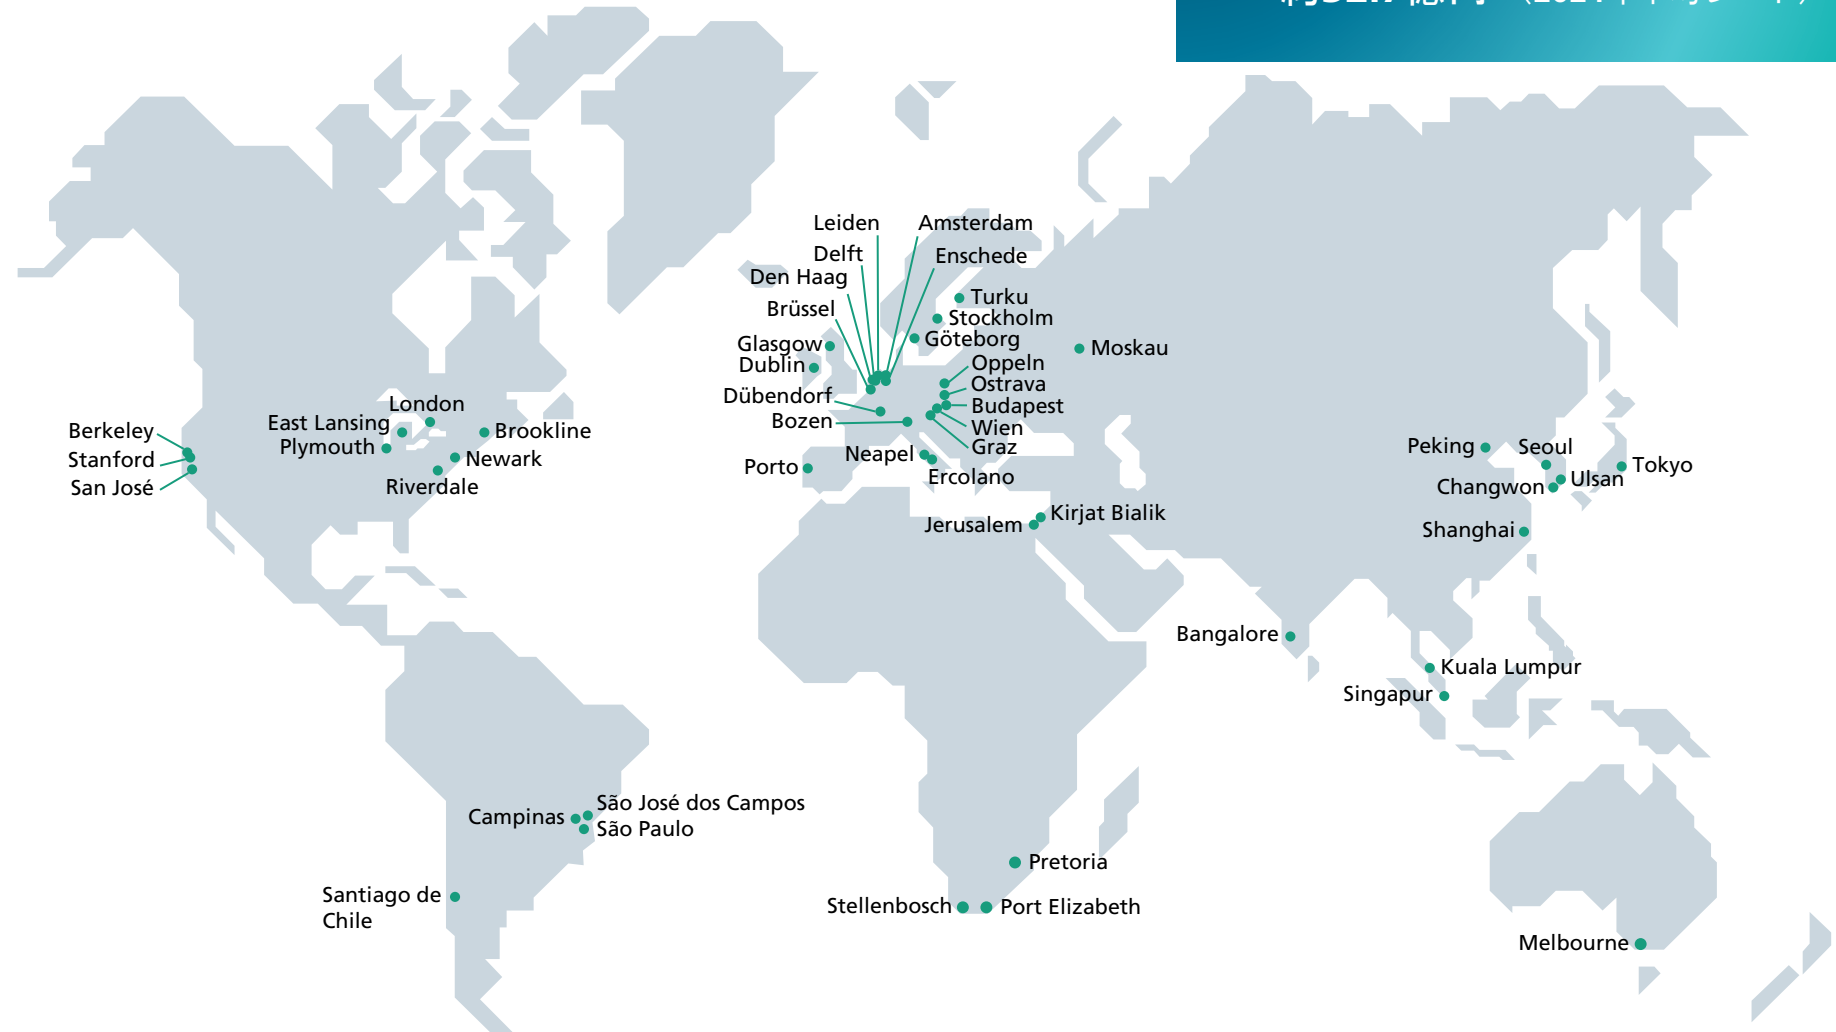 Leiden
Amsterdam
Delft
Enschede
Den Haag
Turku
Brüssel
Stockholm
Göteborg
Glasgow
Moskau
Dublin
Oppeln
Ostrava
Dübendorf
Budapest
Bozen
Wien
Graz
Neapel
Porto
Ercolano
London
East Lansing
Brookline
Berkeley
Plymouth
Stanford
Newark
San José
Riverdale
Peking
Seoul
Tokyo
Ulsan
Changwon
Kirjat Bialik
Jerusalem
Shanghai
Bangalore
Kuala Lumpur
Singapur
São José dos Campos
Campinas
São Paulo
Pretoria
Santiago de
Chile
Stellenbosch
Port Elizabeth
Melbourne